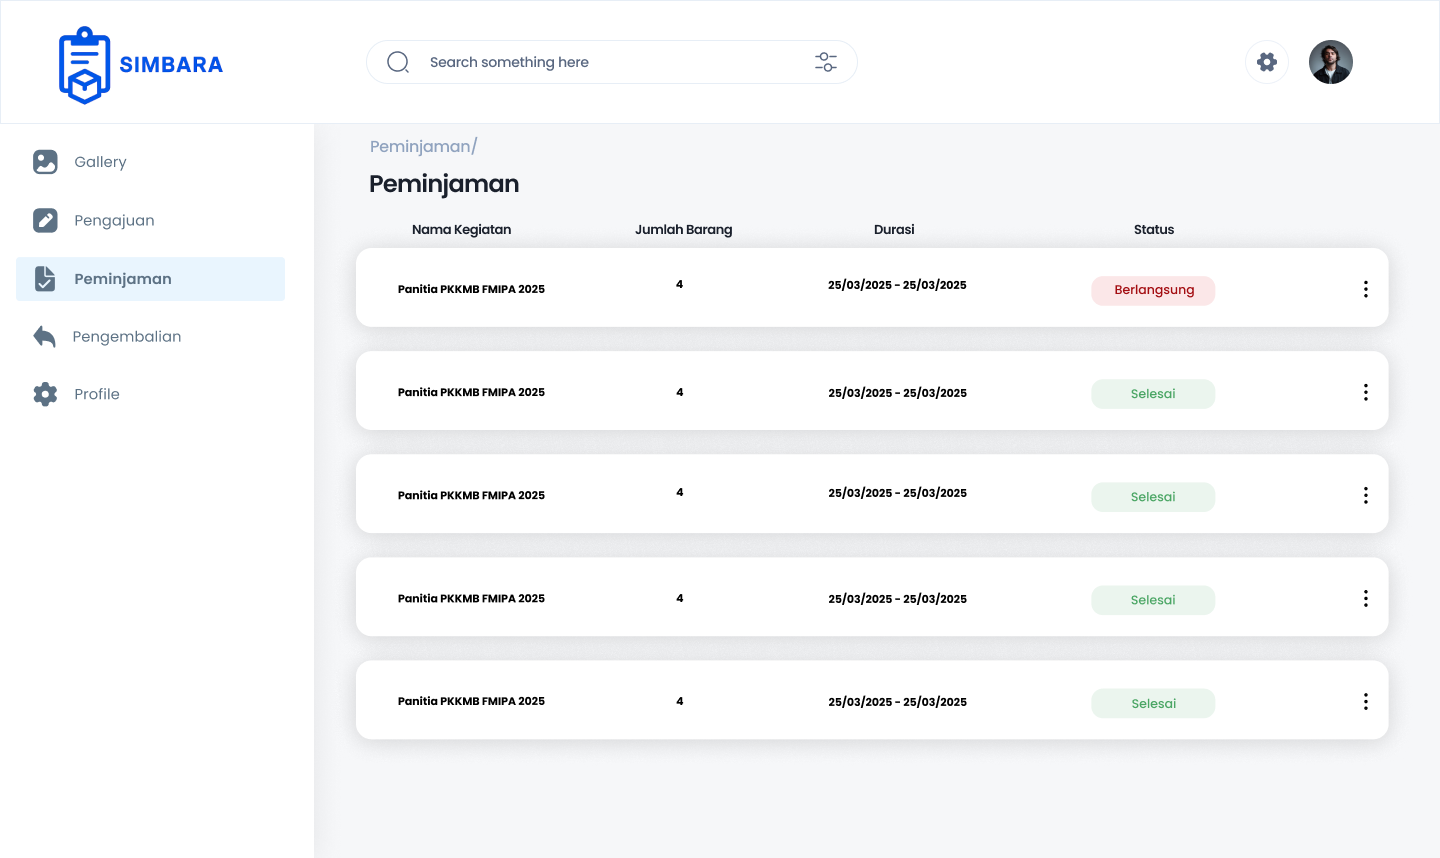 SIMBARA
Search something here
Gallery
Pengajuan
Peminjaman
Pengembalian
Profile
Peminjaman/
Peminjaman
Nama Kegiatan Jumlah Barang Durasi Status
Panitia PKKMB FMIPA 2025 4 25/03/2025 - 25/03/2025 Berlangsung
Panitia PKKMB FMIPA 2025 4 25/03/2025 - 25/03/2025 Selesai
Panitia PKKMB FMIPA 2025 4 25/03/2025 - 25/03/2025 Selesai
Panitia PKKMB FMIPA 2025 4 25/03/2025 - 25/03/2025 Selesai
Panitia PKKMB FMIPA 2025 4 25/03/2025 - 25/03/2025 Selesai